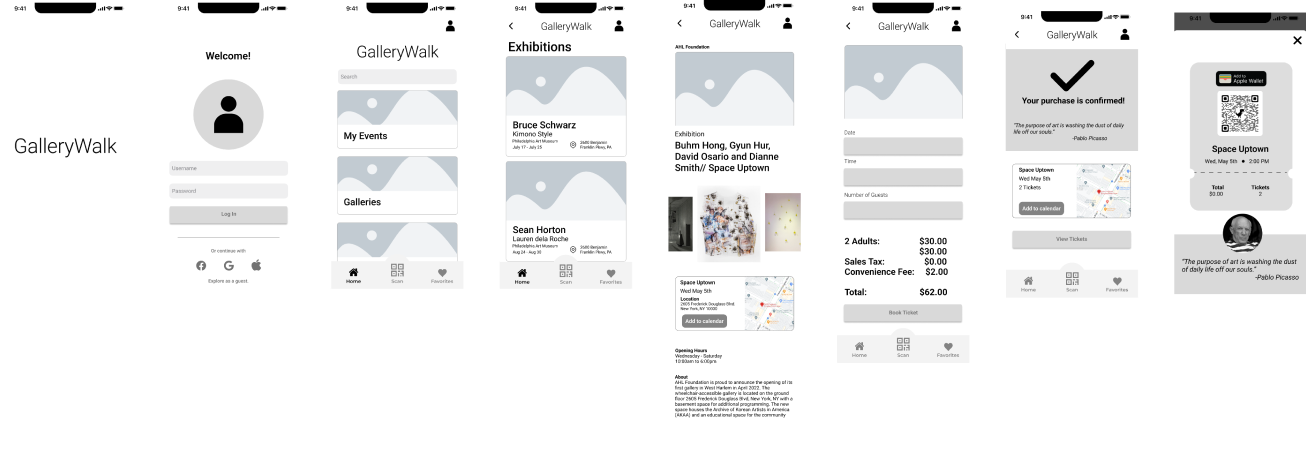 9:41
GalleryWalk
9:41
Welcome!
Username
Password
Log In
Or continue with
Explore as a guest
9:41
GalleryWalk
Search
My Events
Galleries
Home
Scan
Favorites
9:41
GalleryWalk
Exhibitions
Bruce Schwarz
Kimono Style
Philadelphia Art Museum
July 17 - July 25
2600 Benjamin
Franklin Pkwy, PA
Sean Horton
Lauren dela Roche
Philadelphia Art Museum
Aug 24 - Aug 30
2600 Benjamin
Franklin Pkwy, PA
Home
Scan
Favorites
9:41
GalleryWalk
AHL Foundation
Exhibition
Buhm Hong, Gyun Hur,
David Osario and Dianne
Smith// Space Uptown
Space Uptown
Wed May 5th
Location
2605 Frederick Douglass Blvd
New York, NY 10000
Add to calendar
Opening Hours
Wednesday - Saturday
10:00am to 6:00pm
About
AHL Foundation is proud to announce the opening of its
first gallery in West Harlem in April 2022. The
wheelchair-accessible gallery is located on the ground
floor 2605 Frederick Douglass Blvd, New York, NY with a
basement space for additional programming. The new
space houses the Archive of Korean Artists in America
(AKAA) and an educational space for the community
9:41
GalleryWalk
Date
Time
Number of Guests
2 Adults: $30.00
$30.00
Sales Tax: $0.00
Convenience Fee: $2.00
Total: $62.00
Book Ticket
Home
Scan
Favorites
9:41
GalleryWalk
Your purchase is confirmed!
"The purpose of art is washing the dust of daily
life off our souls."
-Pablo Picasso
Space Uptown
Wed May 5th
2 Tickets
Add to calendar
View Tickets
Home
Scan
Favorites
9:41
Add to
Apple Wallet
Space Uptown
Wed, May 5th • 2:00 PM
Total
$0.00
Tickets
2
"The purpose of art is washing the dust
of daily life off our souls."
-Pablo Picasso